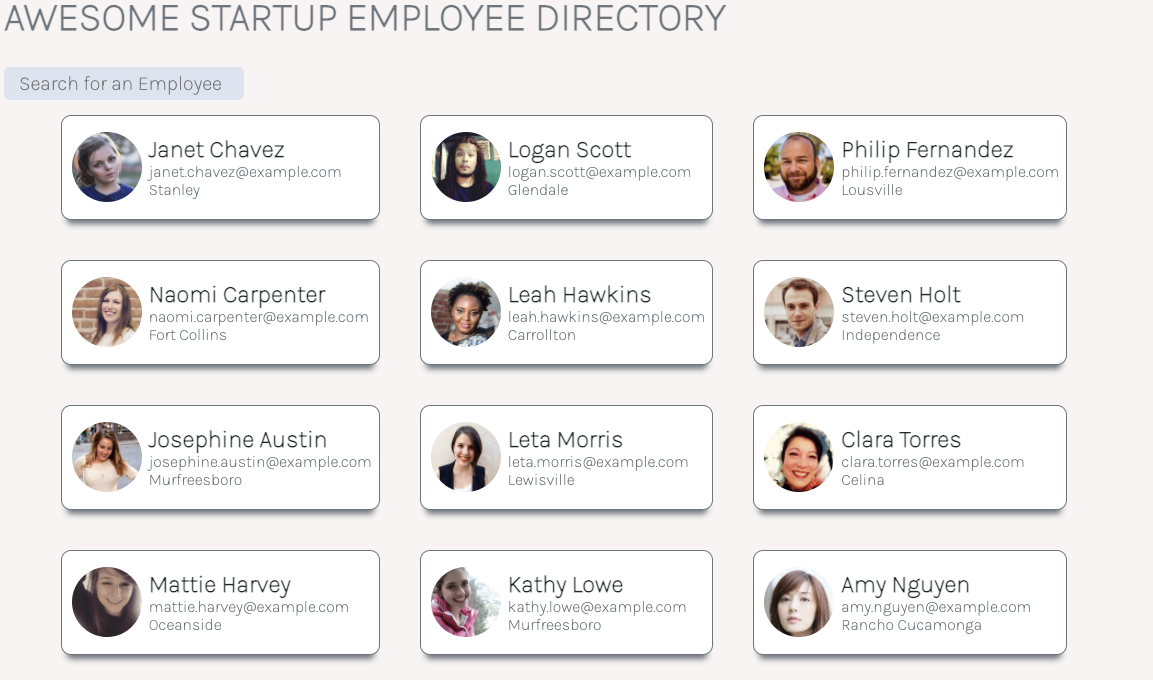 AWESOME STARTUP EMPLOYEE DIRECTORY
Search for an Employee
Janet Chavez
janet.chavez@example.com
Stanley
Logan Scott
logan.scott@example.com
Glendale
Philip Fernandez
philip.fernandez@example.com
Lousville
Naomi Carpenter
naomi.carpenter@example.com
Fort Collins
Leah Hawkins
leah.hawkins@example.com
Carrollton
Steven Holt
steven.holt@example.com
Independence
Josephine Austin
josephine.austin@example.com
Murfreesboro
Leta Morris
leta.morris@example.com
Lewisville
Clara Torres
clara.torres@example.com
Celina
Mattie Harvey
mattie.harvey@example.com
Oceanside
Kathy Lowe
kathy.lowe@example.com
Murfreesboro
Amy Nguyen
amy.nguyen@example.com
Rancho Cucamonga